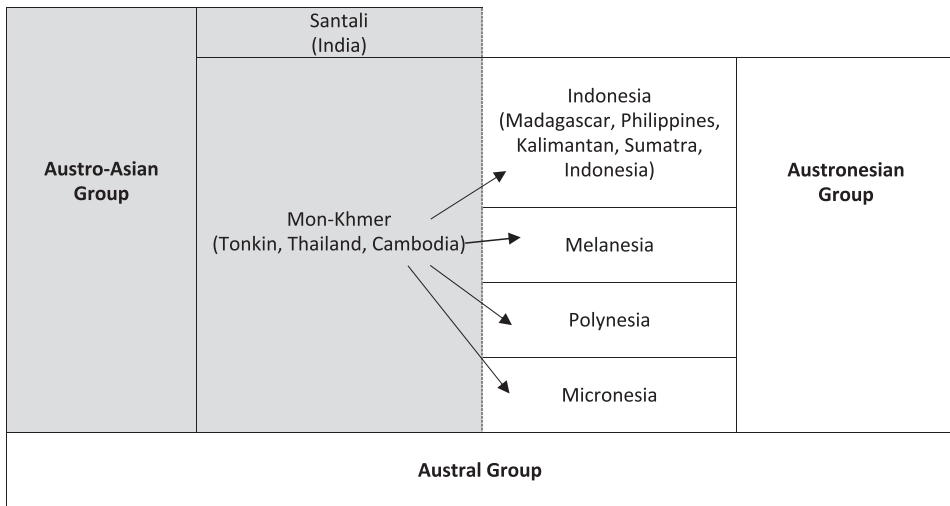 Santali
(India)
Austro-Asian
Group
Mon-Khmer
(Tonkin, Thailand, Cambodia)
Indonesia
(Madagascar, Philippines,
Kalimantan, Sumatra,
Indonesia)
Melanesia
Polynesia
Micronesia
Austronesian
Group
Austral Group